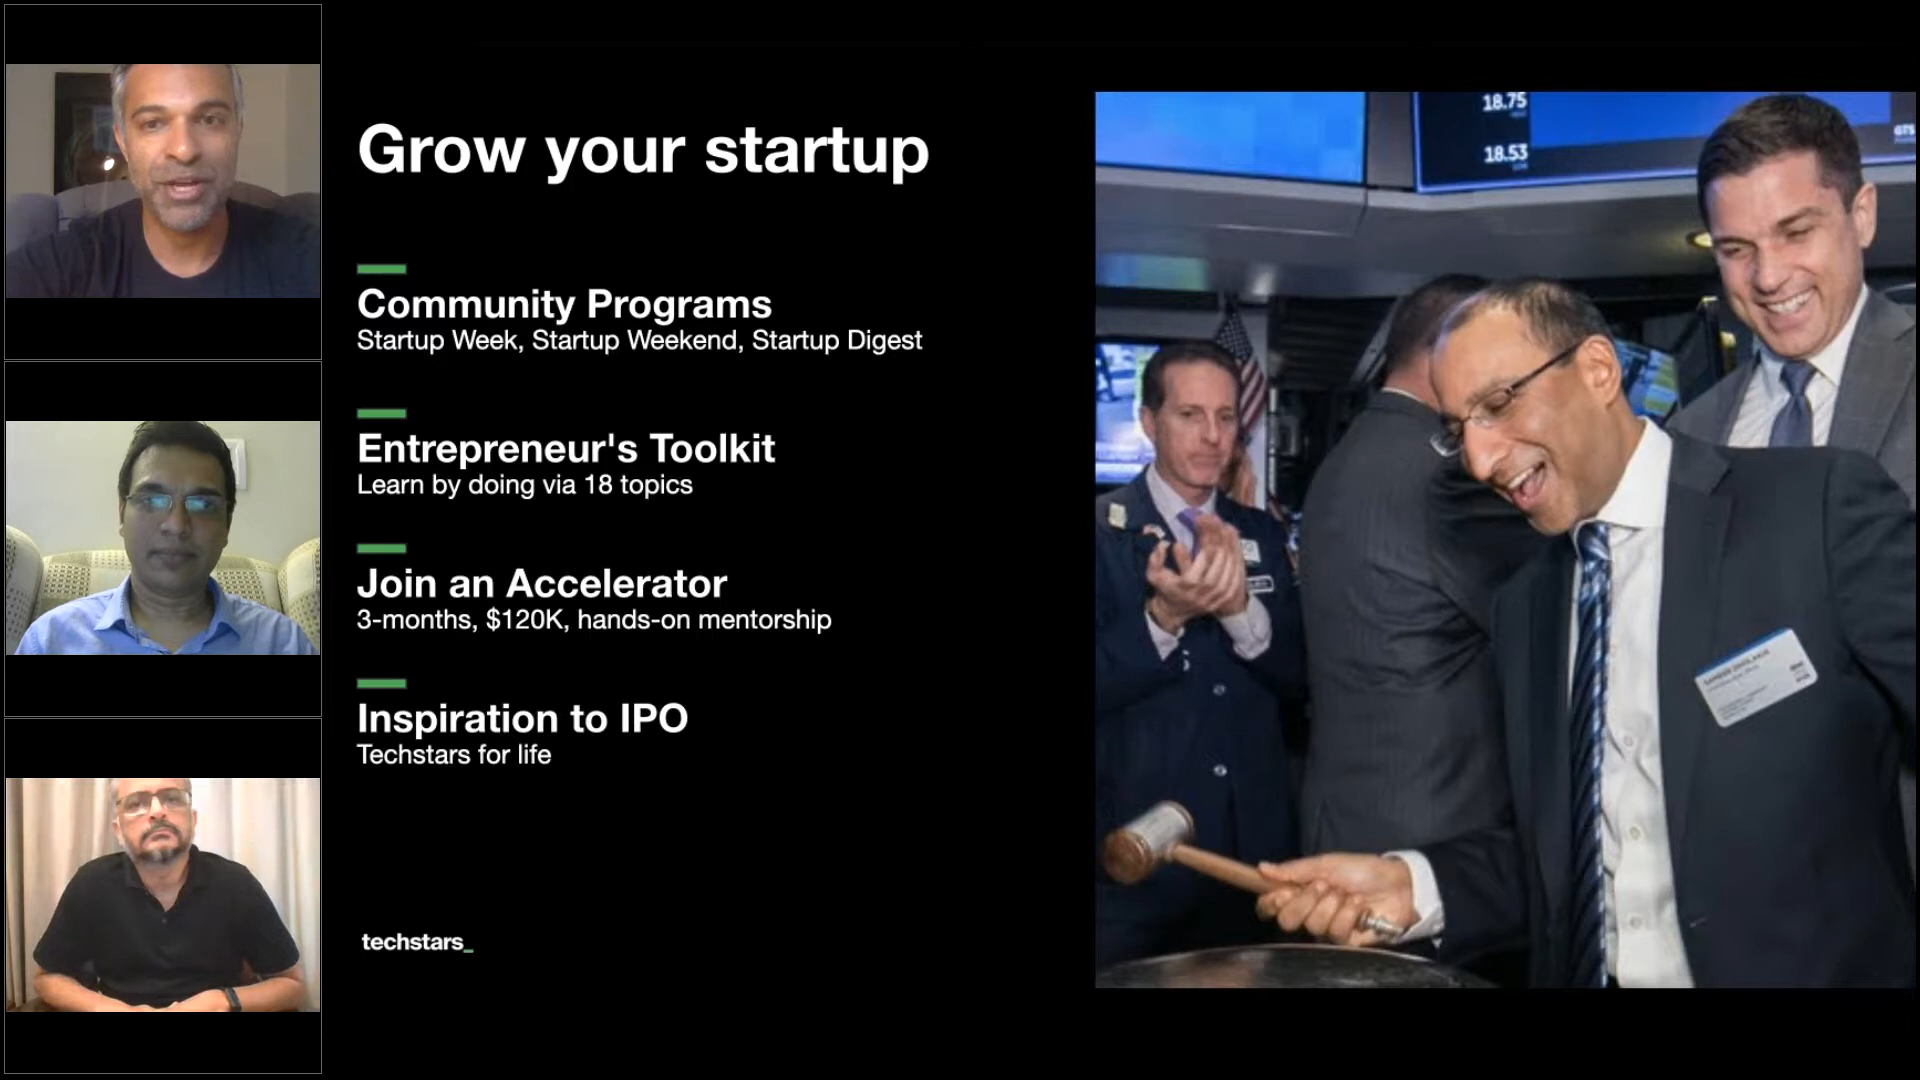 Grow your startup
Community Programs
Startup Week, Startup Weekend, Startup Digest
Entrepreneur's Toolkit
Learn by doing via 18 topics
Join an Accelerator
3-months, $120K, hands-on mentorship
Inspiration to IPO
Techstars for life
techstars_
18.75
18.53
GTS